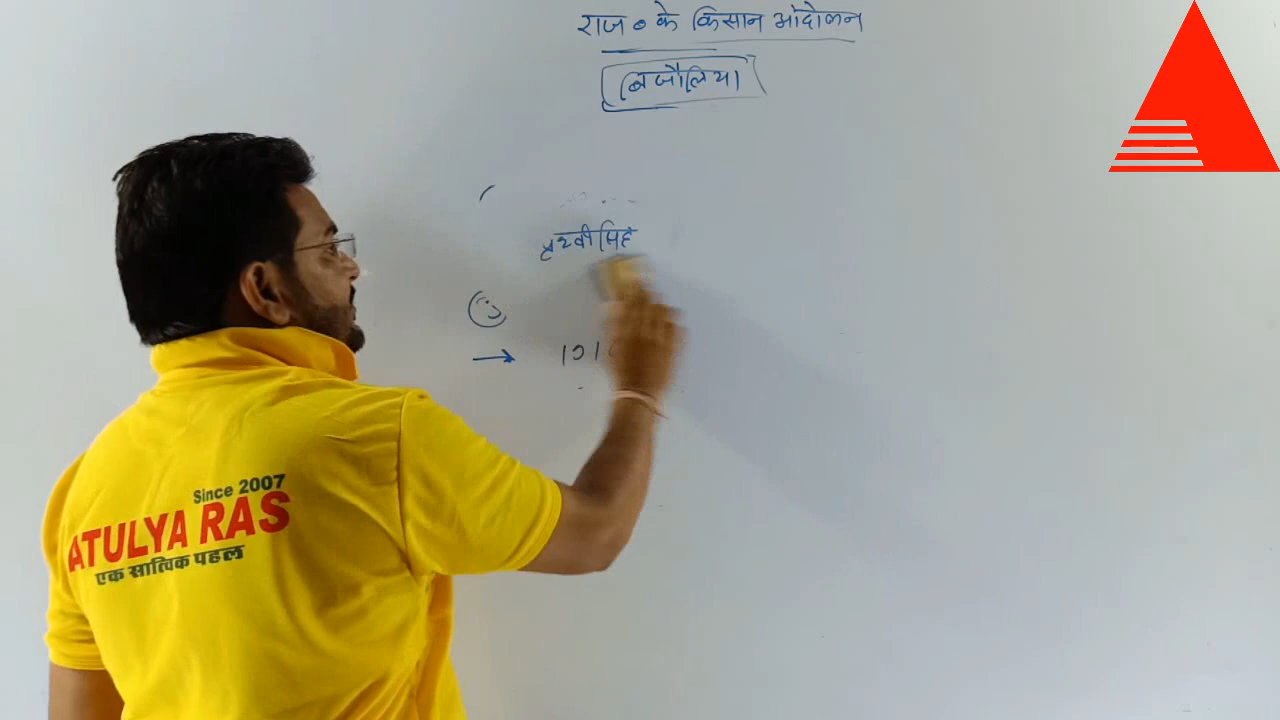 राज० के किसान आंदोलन
बिजौलिया
पृथ्वीसिंह
Since 2007
ATULYA RAS
एक सात्विक पहल